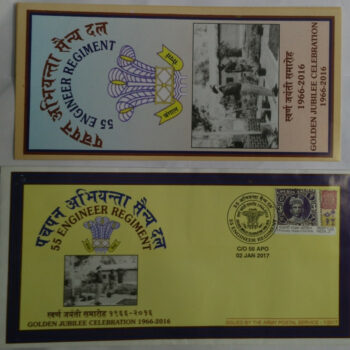 पचपन अभियन्ता सैन्य दल
55 ENGINEER REGIMENT
बंगाल
स्वर्ण जयंती समारोह
1966-2016
GOLDEN JUBILEE CELEBRATION
1966-2016
पचपन अभियन्ता सैन्य दल
55 ENGINEER REGIMENT
स्वर्ण जयंती समारोह १९६६-२०१६
GOLDEN JUBILEE CELEBRATION 1966-2016
55 ENGINEER REGIMENT
C/O 56 APO
02 JAN 2017
ISSUED BY THE ARMY POSTAL SERVICE